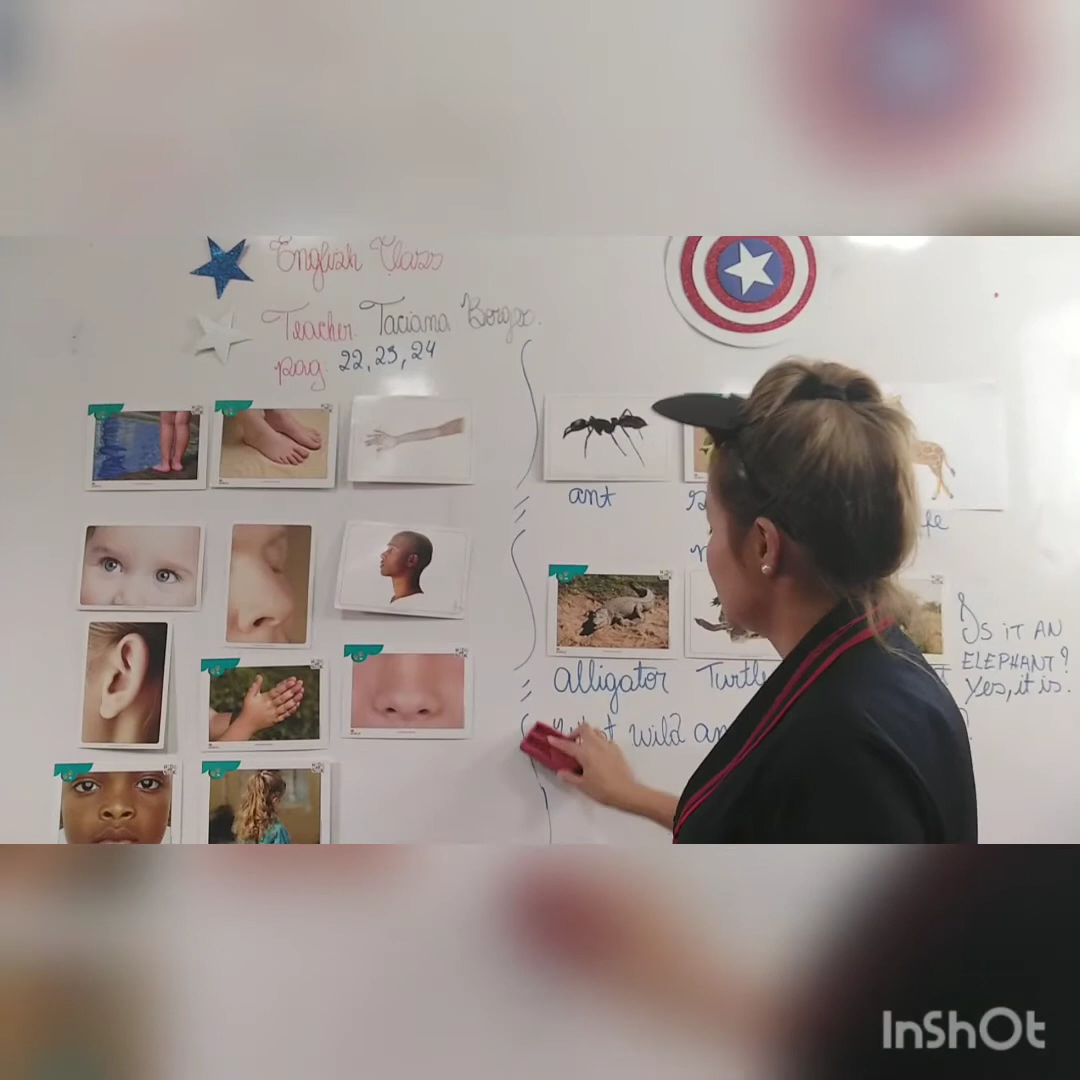 English Class
Teacher: Taciana Borges.
pag: 22, 23, 24
ant
alligator
Turtle
wild
IS IT AN
ELEPHANT?
Yes, it is.
InShOt